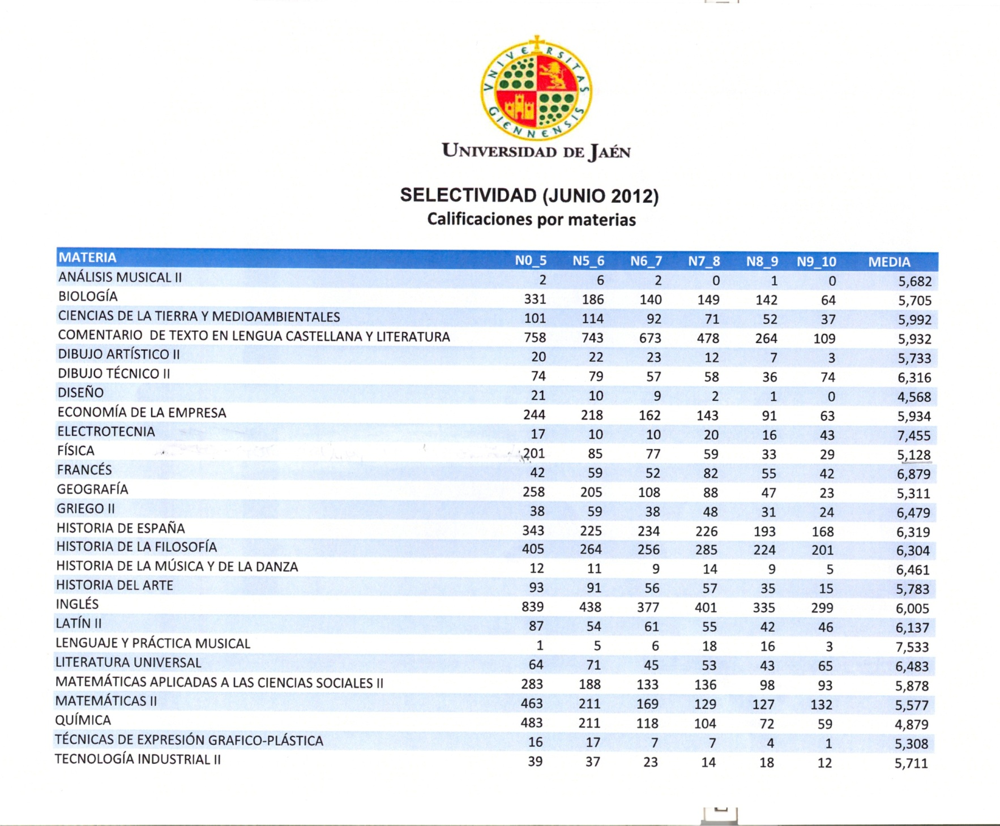 VNIVERSITAS GIENNENSIS
UNIVERSIDAD DE JAÉN
SELECTIVIDAD (JUNIO 2012)
Calificaciones por materias
MATERIA N0_5 N5_6 N6_7 N7_8 N8_9 N9_10 MEDIA
ANÁLISIS MUSICAL II 2 6 2 0 1 0 5,682
BIOLOGÍA 331 186 140 149 142 64 5,705
CIENCIAS DE LA TIERRA Y MEDIOAMBIENTALES 101 114 92 71 52 37 5,992
COMENTARIO DE TEXTO EN LENGUA CASTELLANA Y LITERATURA 758 743 673 478 264 109 5,932
DIBUJO ARTÍSTICO II 20 22 23 12 7 3 5,733
DIBUJO TÉCNICO II 74 79 57 58 36 74 6,316
DISEÑO 21 10 9 2 1 0 4,568
ECONOMÍA DE LA EMPRESA 244 218 162 143 91 63 5,934
ELECTROTECNIA 17 10 10 20 16 43 7,455
FÍSICA 201 85 77 59 33 29 5,128
FRANCÉS 42 59 52 82 55 42 6,879
GEOGRAFÍA 258 205 108 88 47 23 5,311
GRIEGO II 38 59 38 48 31 24 6,479
HISTORIA DE ESPAÑA 343 225 234 226 193 168 6,319
HISTORIA DE LA FILOSOFÍA 405 264 256 285 224 201 6,304
HISTORIA DE LA MÚSICA Y DE LA DANZA 12 11 9 14 9 5 6,461
HISTORIA DEL ARTE 93 91 56 57 35 15 5,783
INGLÉS 839 438 377 401 335 299 6,005
LATÍN II 87 54 61 55 42 46 6,137
LENGUAJE Y PRÁCTICA MUSICAL 1 5 6 18 16 3 7,533
LITERATURA UNIVERSAL 64 71 45 53 43 65 6,483
MATEMÁTICAS APLICADAS A LAS CIENCIAS SOCIALES II 283 188 133 136 98 93 5,878
MATEMÁTICAS II 463 211 169 129 127 132 5,577
QUÍMICA 483 211 118 104 72 59 4,879
TÉCNICAS DE EXPRESIÓN GRAFICO-PLÁSTICA 16 17 7 7 4 1 5,308
TECNOLOGÍA INDUSTRIAL II 39 37 23 14 18 12 5,711